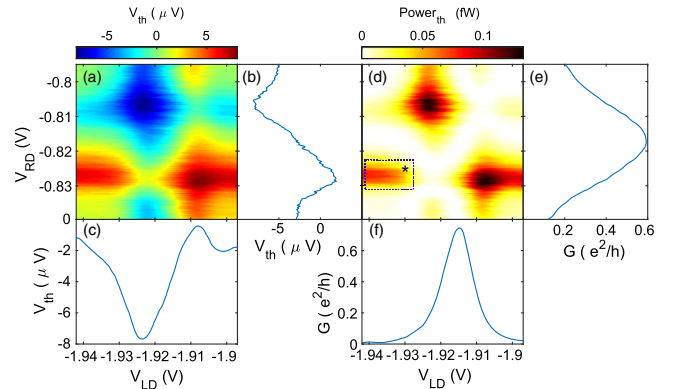 V_th ( μ V)
-5 0 5
Power_th (fW)
0 0.05 0.1
(a)
(b)
(d)
(e)
V_RD (V)
-0.8
-0.81
-0.82
-0.83
0
*
-5 0
V_th ( μ V)
0.2 0.4 0.6
G ( e²/h)
(c)
V_th ( μ V)
-2
-4
-6
-8
-1.94 -1.93 -1.92 -1.91 -1.9
V_LD (V)
(f)
G ( e²/h)
0.6
0.4
0.2
0
-1.94 -1.93 -1.92 -1.91 -1.9
V_LD (V)